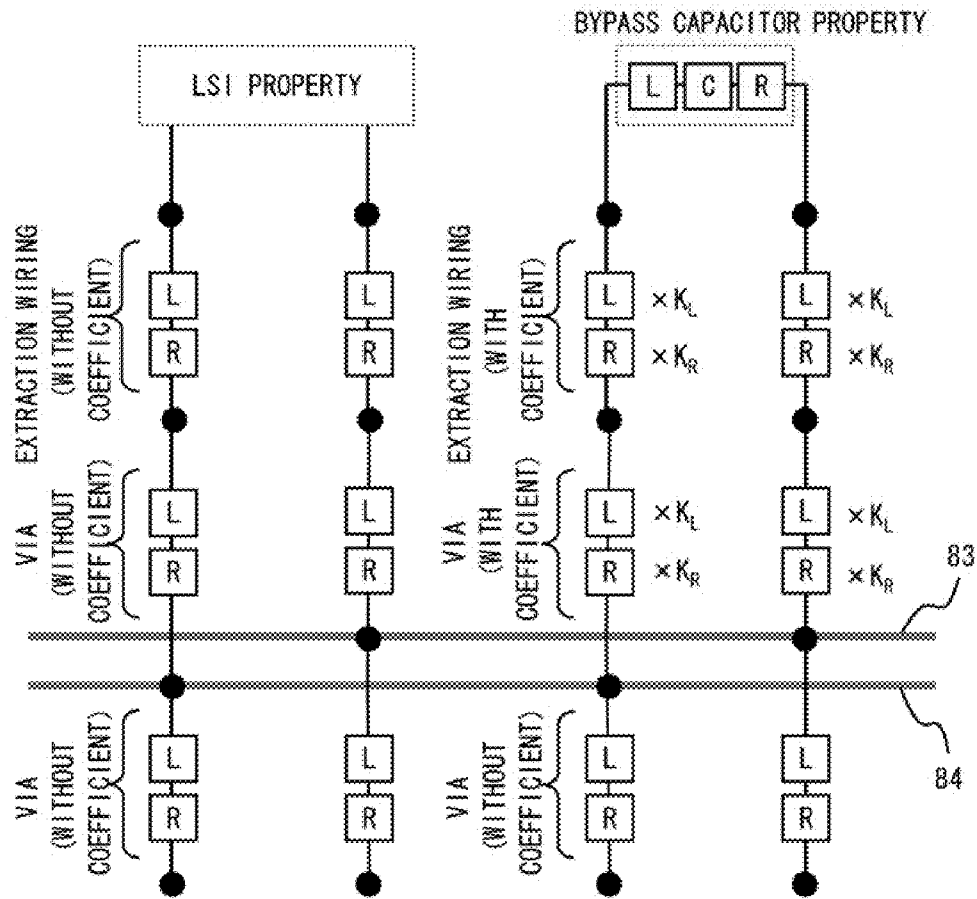 BYPASS CAPACITOR PROPERTY
LSI PROPERTY
L C R
EXTRACTION WIRING
(WITHOUT
COEFFICIENT)
L
R
L
R
EXTRACTION WIRING
(WITH
COEFFICIENT)
L ×KL
R ×KR
L ×KL
R ×KR
VIA
(WITHOUT
COEFFICIENT)
L
R
L
R
VIA
(WITH
COEFFICIENT)
L ×KL
R ×KR
L ×KL
R ×KR
83
84
VIA
(WITHOUT
COEFFICIENT)
L
R
L
R
VIA
(WITHOUT
COEFFICIENT)
L
R
L
R